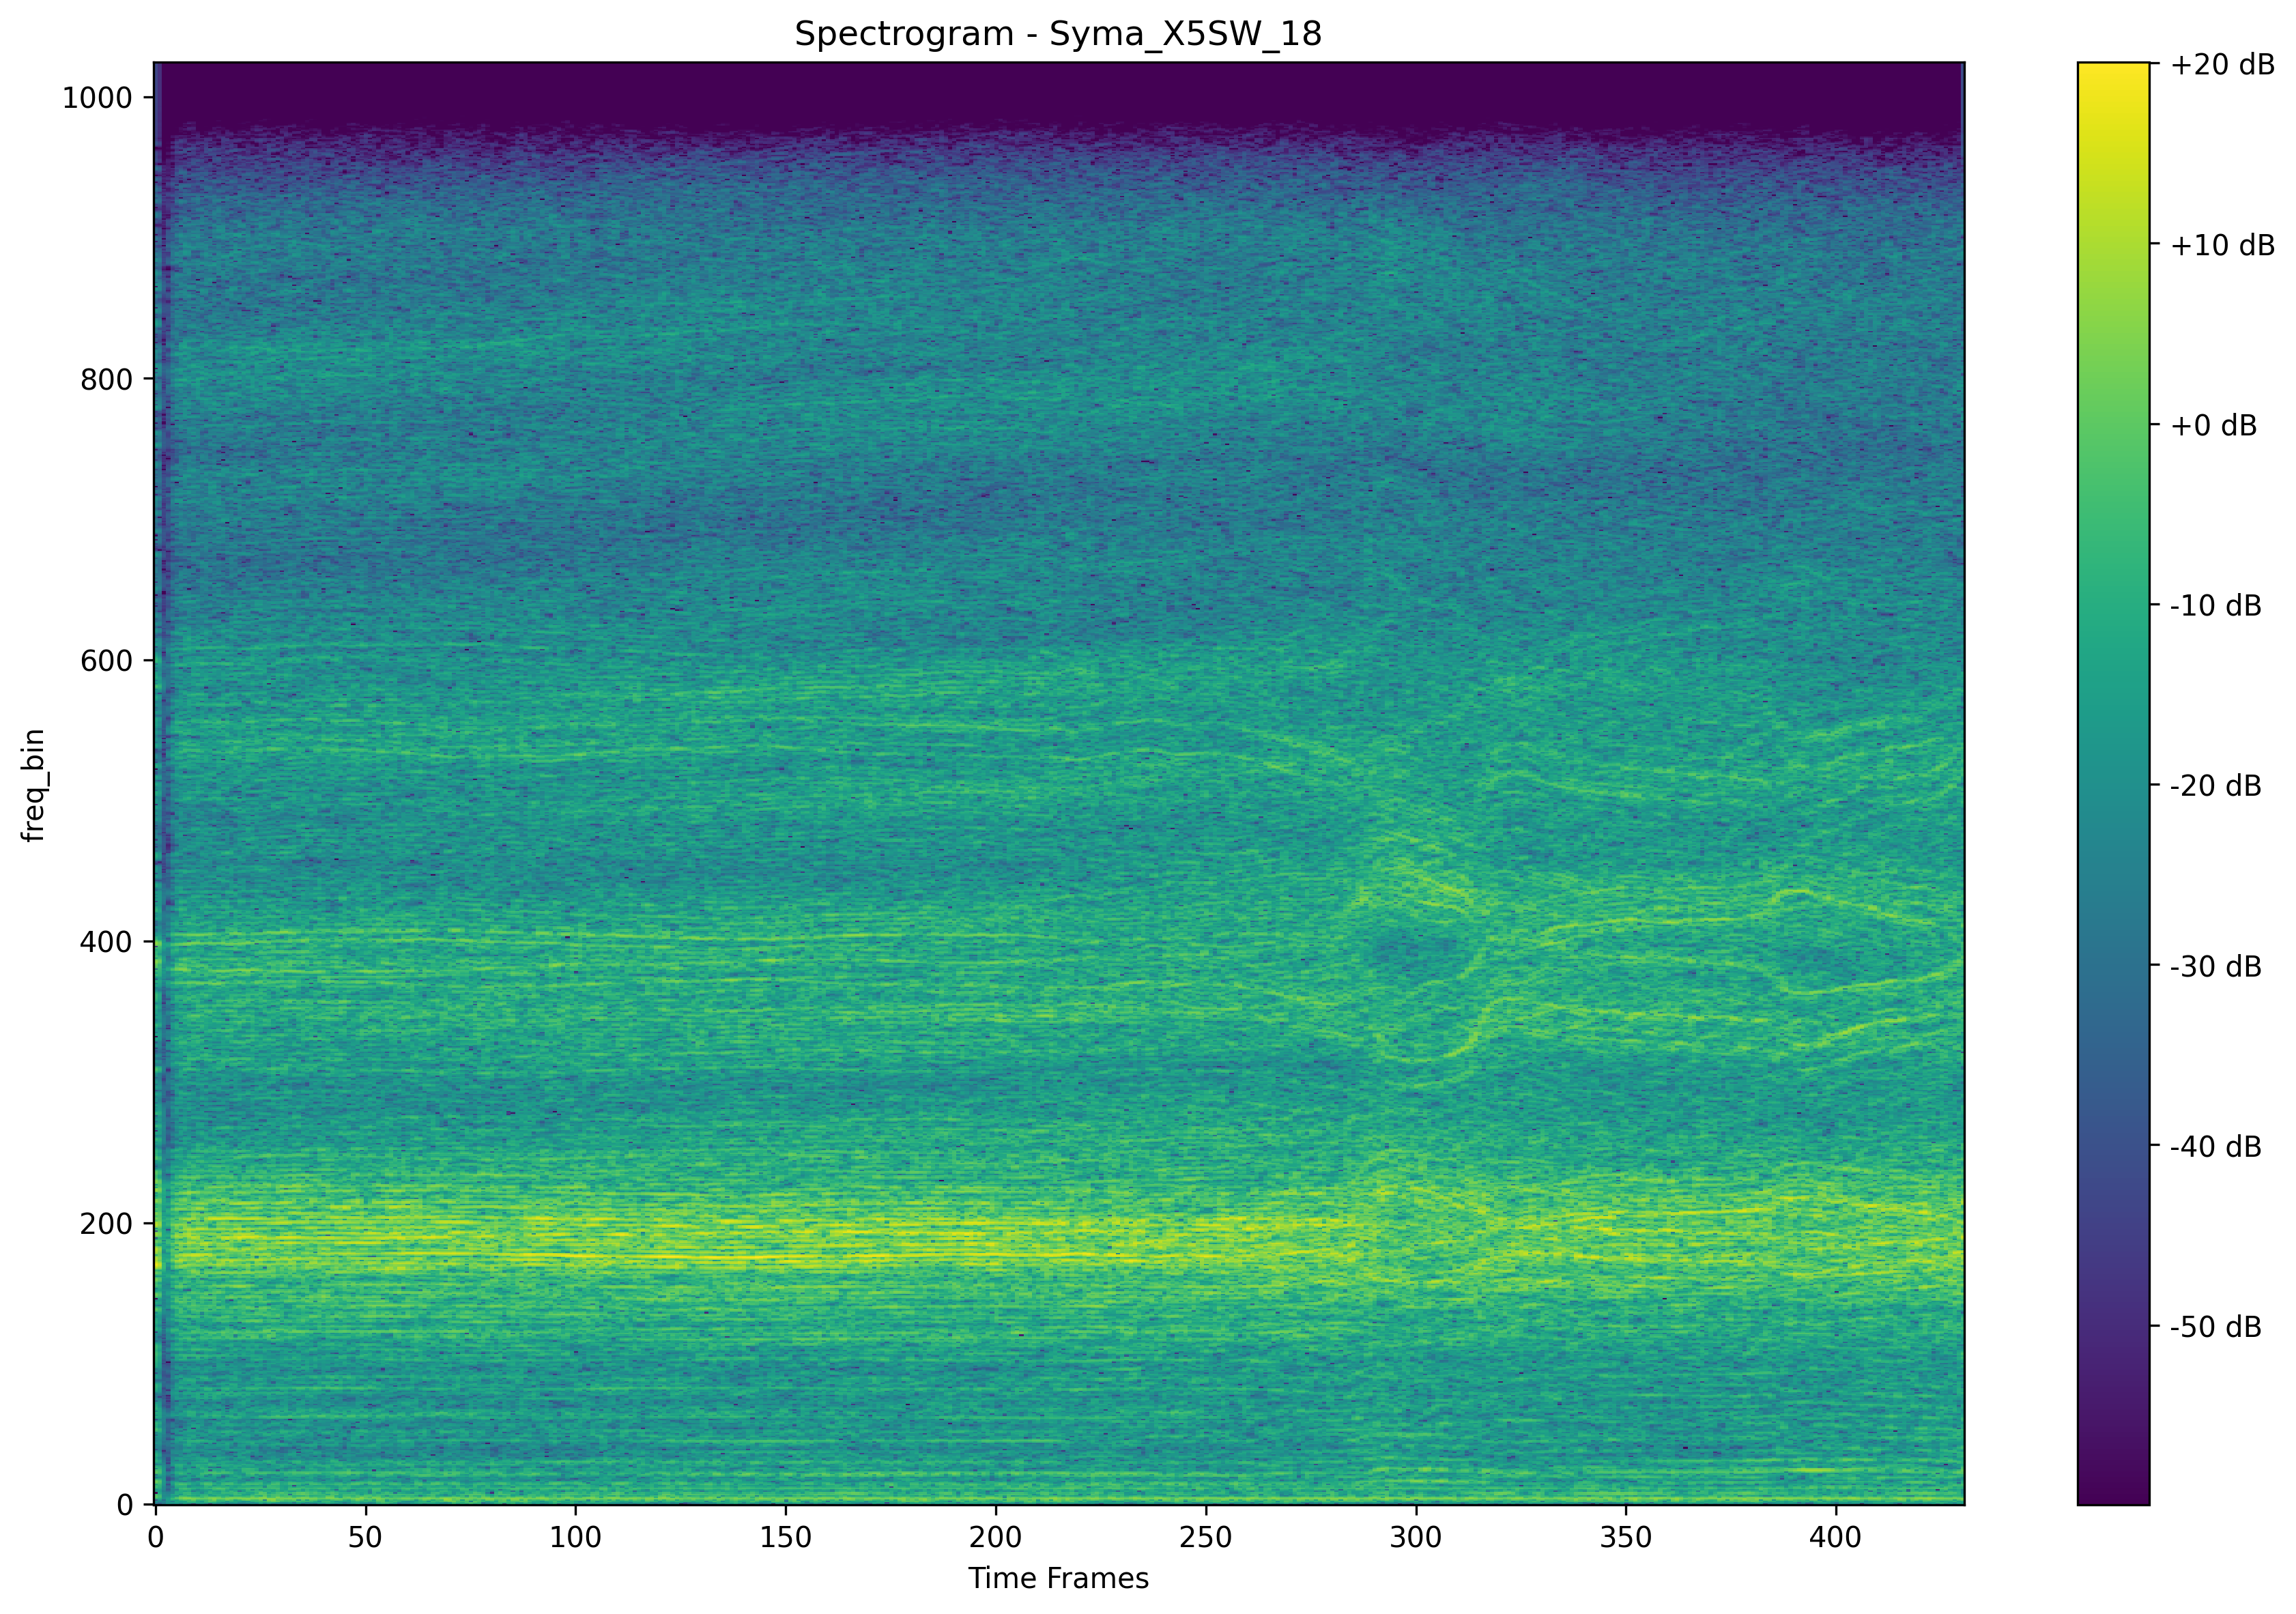 Spectrogram - Syma_X5SW_18
1000
800
600
400
200
0
freq_bin
0 50 100 150 200 250 300 350 400
Time Frames
+20 dB
+10 dB
+0 dB
-10 dB
-20 dB
-30 dB
-40 dB
-50 dB